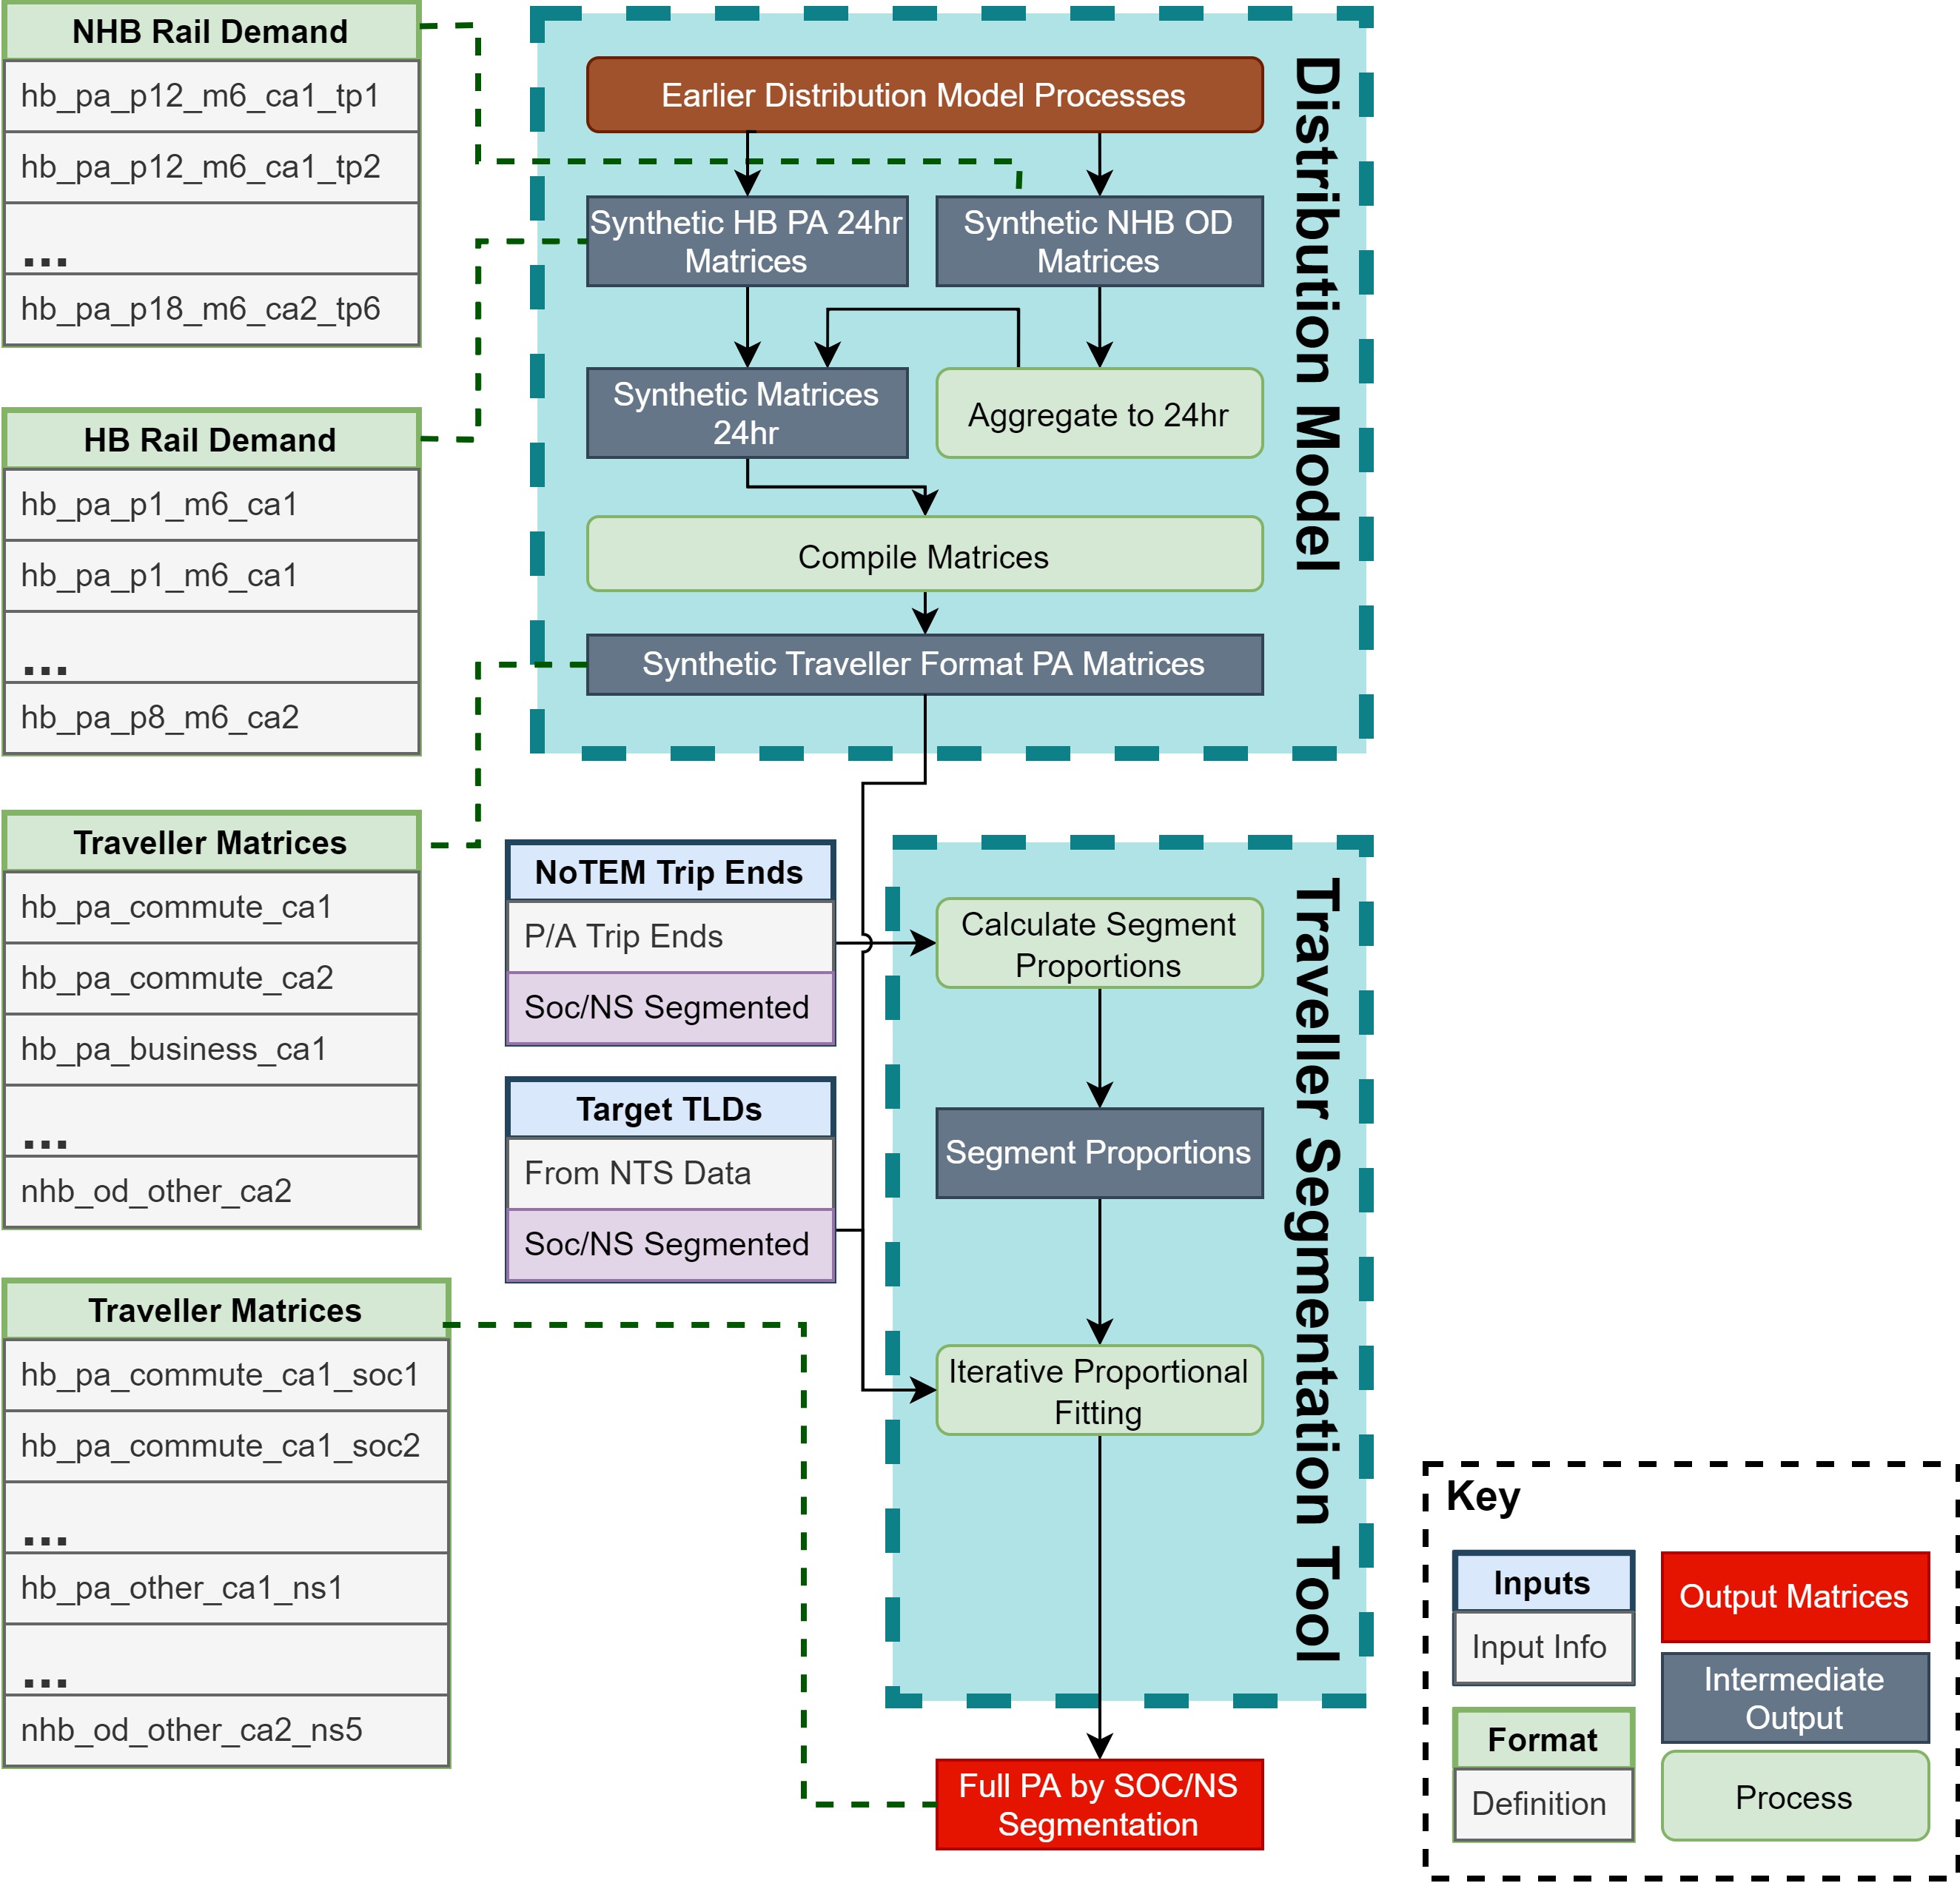 NHB Rail Demand
hb_pa_p12_m6_ca1_tp1
hb_pa_p12_m6_ca1_tp2
...
hb_pa_p18_m6_ca2_tp6
HB Rail Demand
hb_pa_p1_m6_ca1
hb_pa_p1_m6_ca1
...
hb_pa_p8_m6_ca2
Traveller Matrices
hb_pa_commute_ca1
hb_pa_commute_ca2
hb_pa_business_ca1
...
nhb_od_other_ca2
Traveller Matrices
hb_pa_commute_ca1_soc1
hb_pa_commute_ca1_soc2
...
hb_pa_other_ca1_ns1
...
nhb_od_other_ca2_ns5
Distribution Model
Earlier Distribution Model Processes
Synthetic HB PA 24hr
Matrices
Synthetic NHB OD
Matrices
Synthetic Matrices
24hr
Aggregate to 24hr
Compile Matrices
Synthetic Traveller Format PA Matrices
NoTEM Trip Ends
P/A Trip Ends
Soc/NS Segmented
Target TLDs
From NTS Data
Soc/NS Segmented
Traveller Segmentation Tool
Calculate Segment
Proportions
Segment Proportions
Iterative Proportional
Fitting
Full PA by SOC/NS
Segmentation
Key
Inputs
Input Info
Format
Definition
Output Matrices
Intermediate
Output
Process